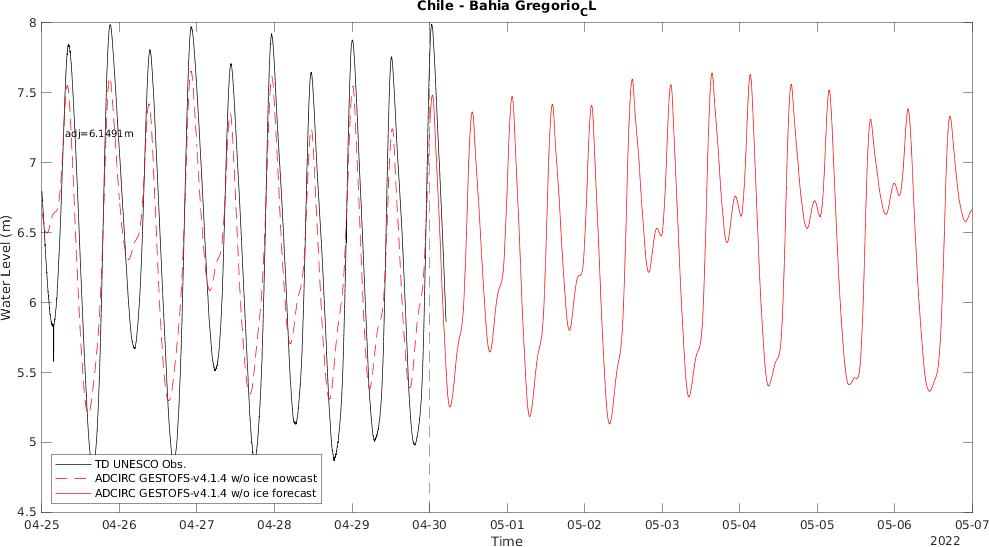 Chile - Bahia Gregorio_CL
8
7.5
adj=6.1491m
7
6.5
Water Level (m)
6
5.5
5
TD UNESCO Obs.
ADCIRC GESTOFS-v4.1.4 w/o ice nowcast
ADCIRC GESTOFS-v4.1.4 w/o ice forecast
4.5
04-25 04-26 04-27 04-28 04-29 04-30 05-01 05-02 05-03 05-04 05-05 05-06 05-07
Time
2022